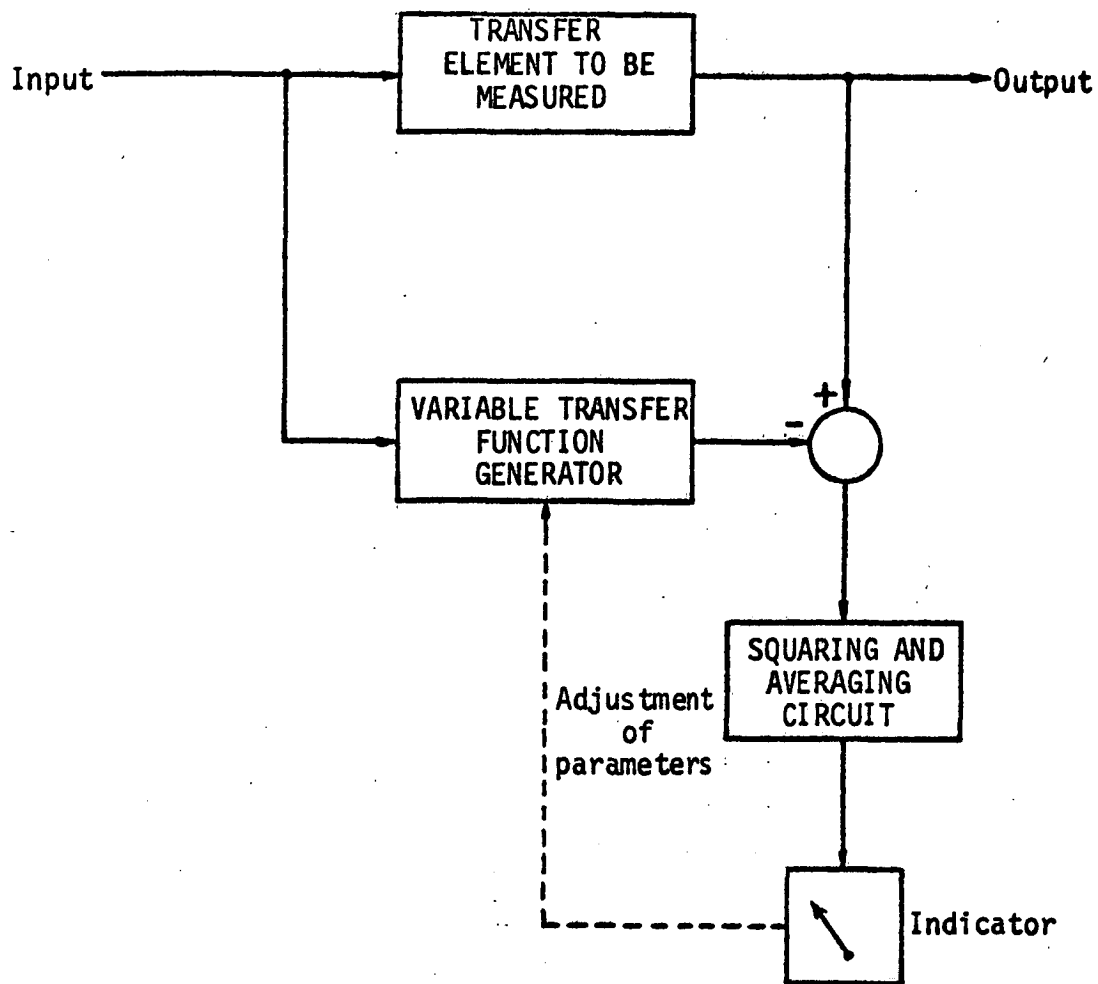 TRANSFER
ELEMENT TO BE
MEASURED
Input
Output
VARIABLE TRANSFER
FUNCTION
GENERATOR
+
-
SQUARING AND
AVERAGING
CIRCUIT
Adjustment
of
parameters
Indicator